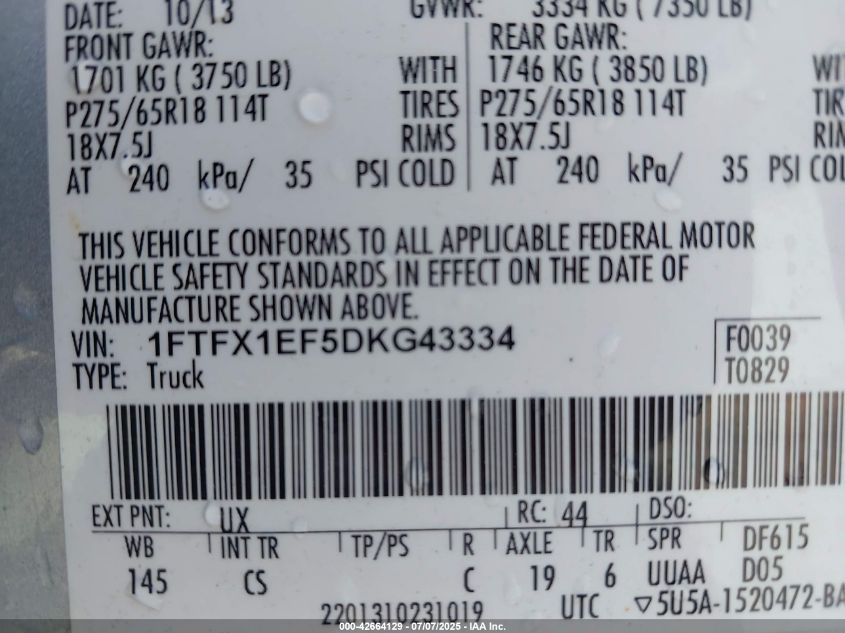 DATE: 10/13 GVWR: 3334 KG ( 7350 LB)
FRONT GAWR: REAR GAWR:
1701 KG ( 3750 LB) WITH 1746 KG ( 3850 LB)
P275/65R18 114T TIRES P275/65R18 114T
18X7.5J RIMS 18X7.5J
AT 240 kPa/ 35 PSI COLD AT 240 kPa/ 35 PSI
THIS VEHICLE CONFORMS TO ALL APPLICABLE FEDERAL MOTOR
VEHICLE SAFETY STANDARDS IN EFFECT ON THE DATE OF
MANUFACTURE SHOWN ABOVE.
VIN: 1FTFX1EF5DKG43334 F0039
TYPE: Truck T0829
EXT PNT: UX RC: 44 DSO:
WB INT TR TP/PS R AXLE TR SPR DF615
145 CS C 19 6 UUAA D05
2201310231019 UTC ▽5U5A-1520472-BA
000-42664129 - 07/07/2025 - IAA Inc.